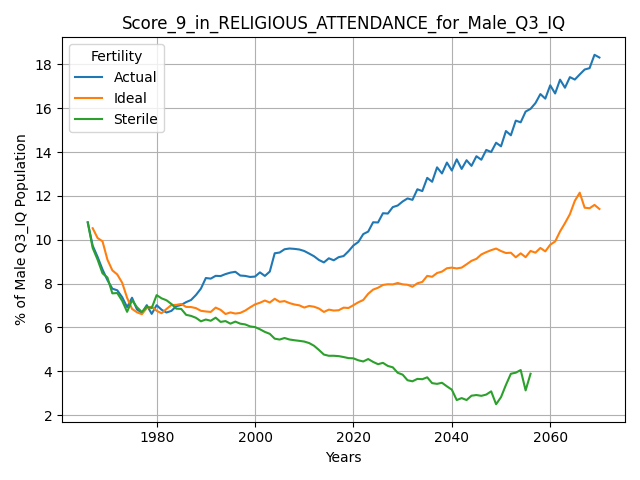 Score_9_in_RELIGIOUS_ATTENDANCE_for_Male_Q3_IQ
Fertility
Actual
Ideal
Sterile
% of Male Q3_IQ Population
18
16
14
12
10
8
6
4
2
1980
2000
2020
2040
2060
Years